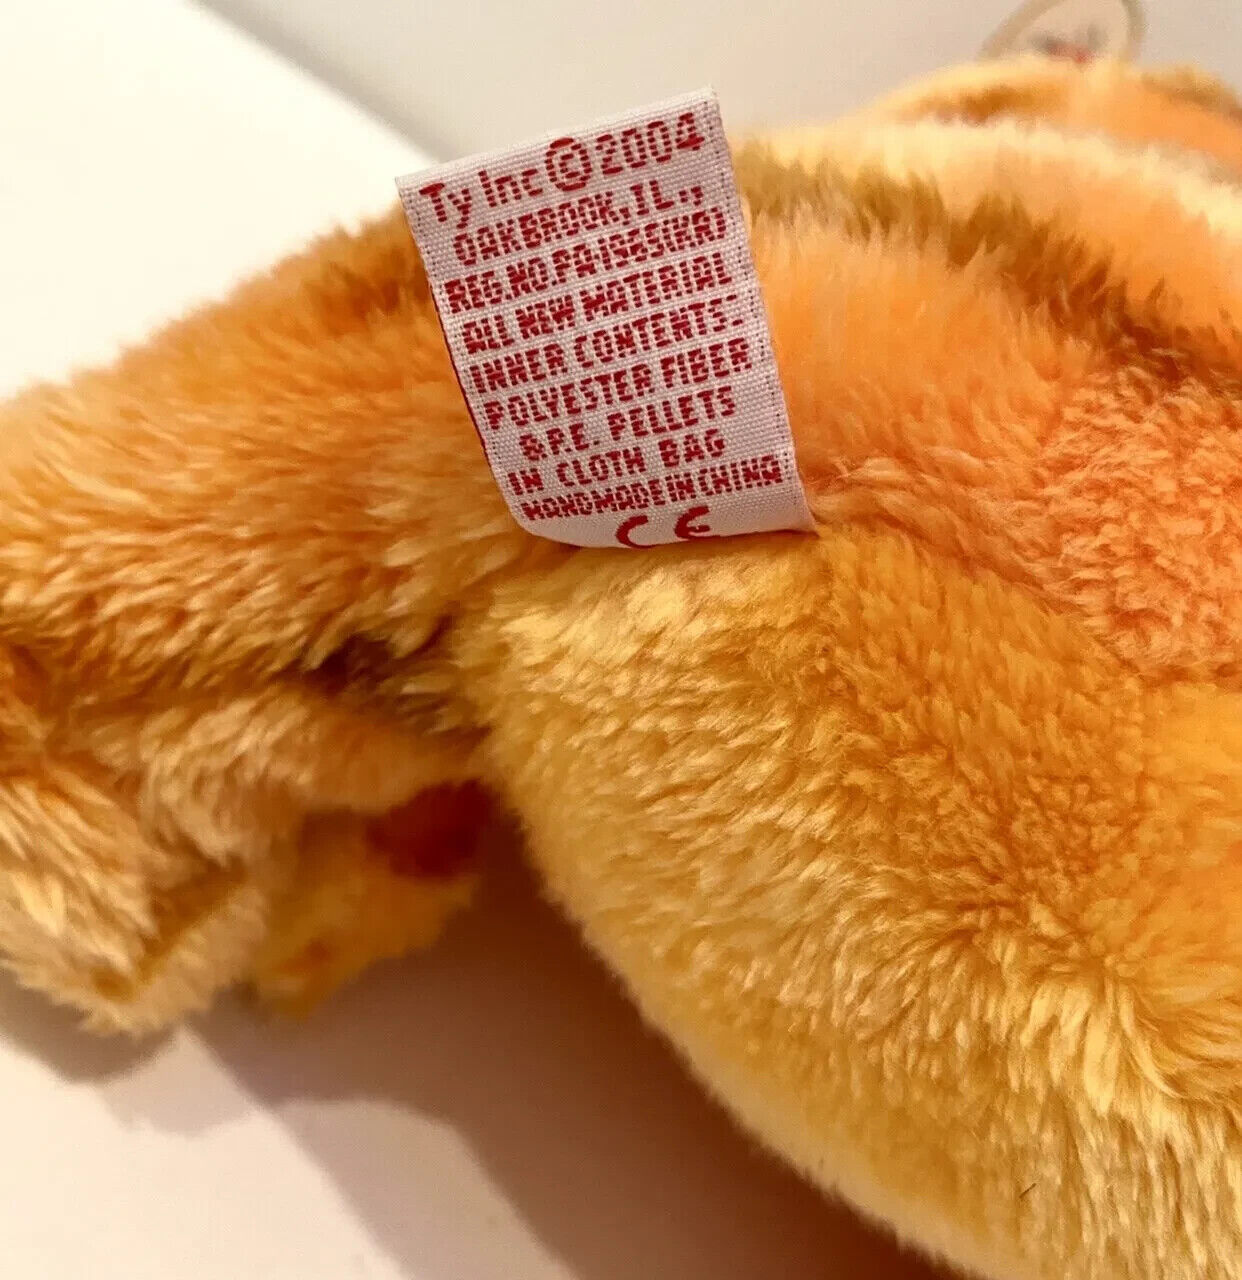 Ty Inc © 2004
OAKBROOK, IL.,
REG.NO.PA.1965(KR)
ALL NEW MATERIAL
INNER CONTENTS:
POLYESTER FIBER
& P.E. PELLETS
IN CLOTH BAG
HANDMADE IN CHINA
CE